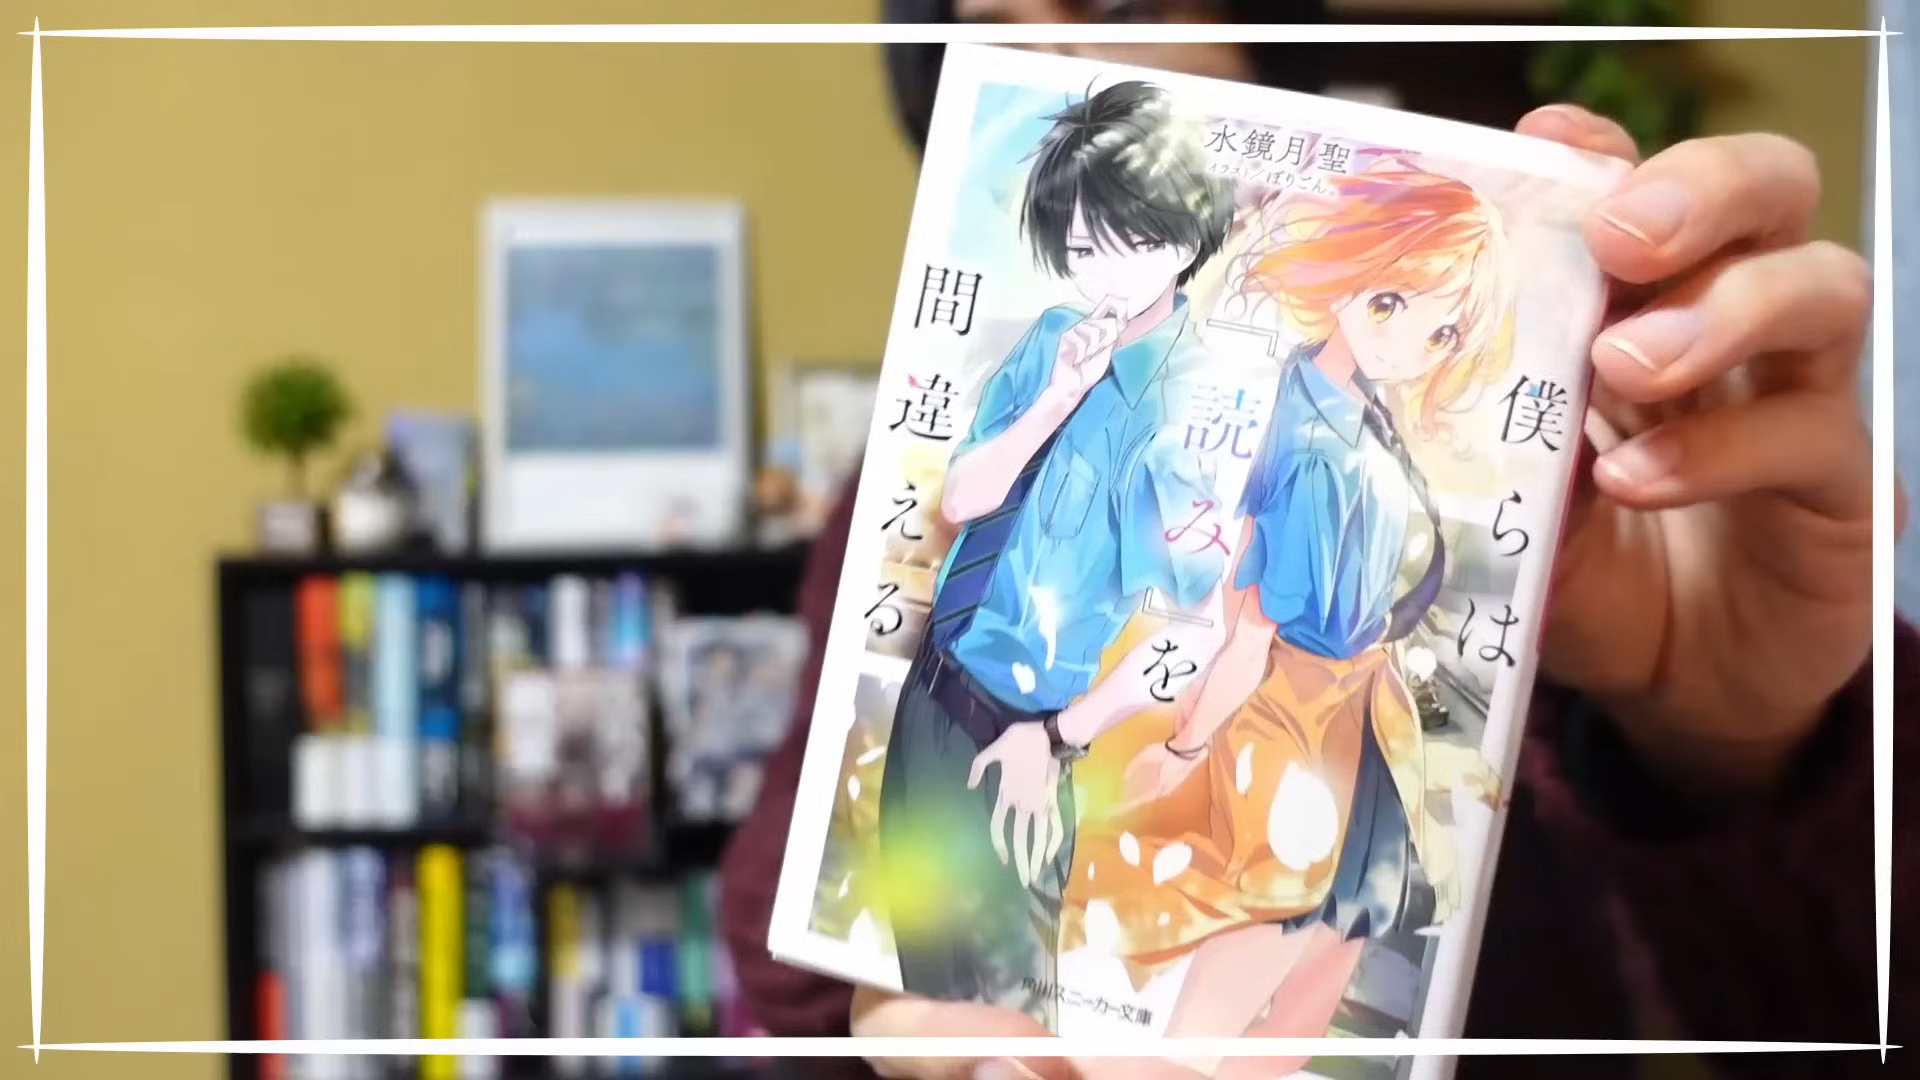 水鏡月 聖
イラスト/ぽりごん。
僕らは
『読み』を
間違える
角川スニーカー文庫